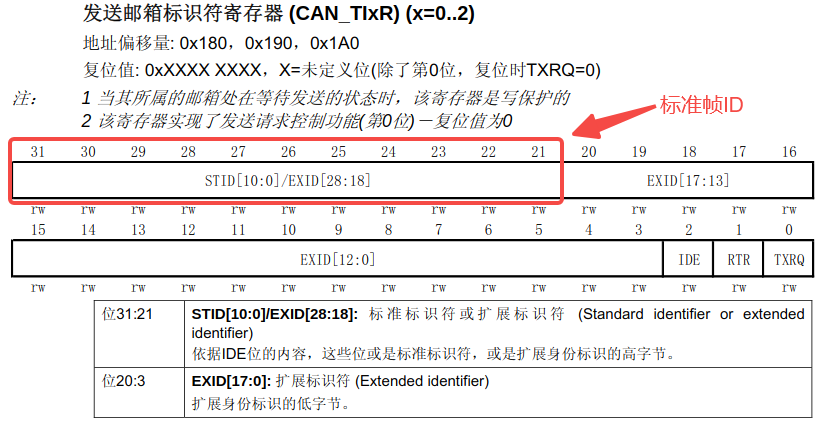 发送邮箱标识符寄存器 (CAN_TIxR) (x=0..2)
地址偏移量: 0x180，0x190，0x1A0
复位值: 0xXXXX XXXX，X=未定义位(除了第0位，复位时TXRQ=0)
注： 1 当其所属的邮箱处在等待发送的状态时，该寄存器是写保护的
2 该寄存器实现了发送请求控制功能(第0位)－复位值为0
标准帧ID
31 30 29 28 27 26 25 24 23 22 21 20 19 18 17 16
STID[10:0]/EXID[28:18] EXID[17:13]
rw rw rw rw rw rw rw rw rw rw rw rw rw rw rw rw
15 14 13 12 11 10 9 8 7 6 5 4 3 2 1 0
EXID[12:0] IDE RTR TXRQ
rw rw rw rw rw rw rw rw rw rw rw rw rw rw rw rw
位31:21 STID[10:0]/EXID[28:18]: 标准标识符或扩展标识符 (Standard identifier or extended
identifier)
依据IDE位的内容，这些位或是标准标识符，或是扩展身份标识的高字节。
位20:3 EXID[17:0]: 扩展标识符 (Extended identifier)
扩展身份标识的低字节。